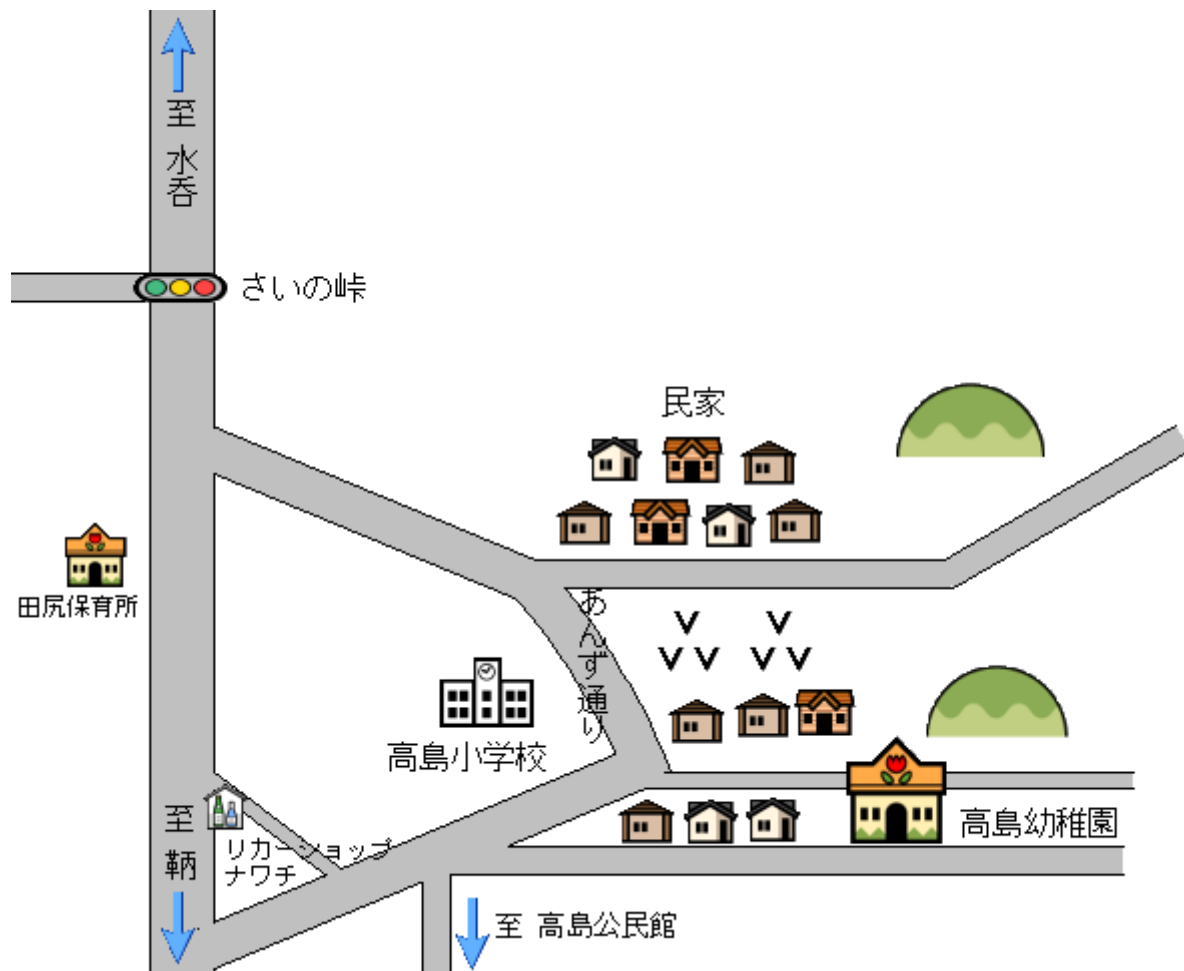 至 水呑
さいの峠
民家
田尻保育所
あんず通り
高島小学校
至 鞆
リカーショップ
ナワチ
高島幼稚園
至 高島公民館